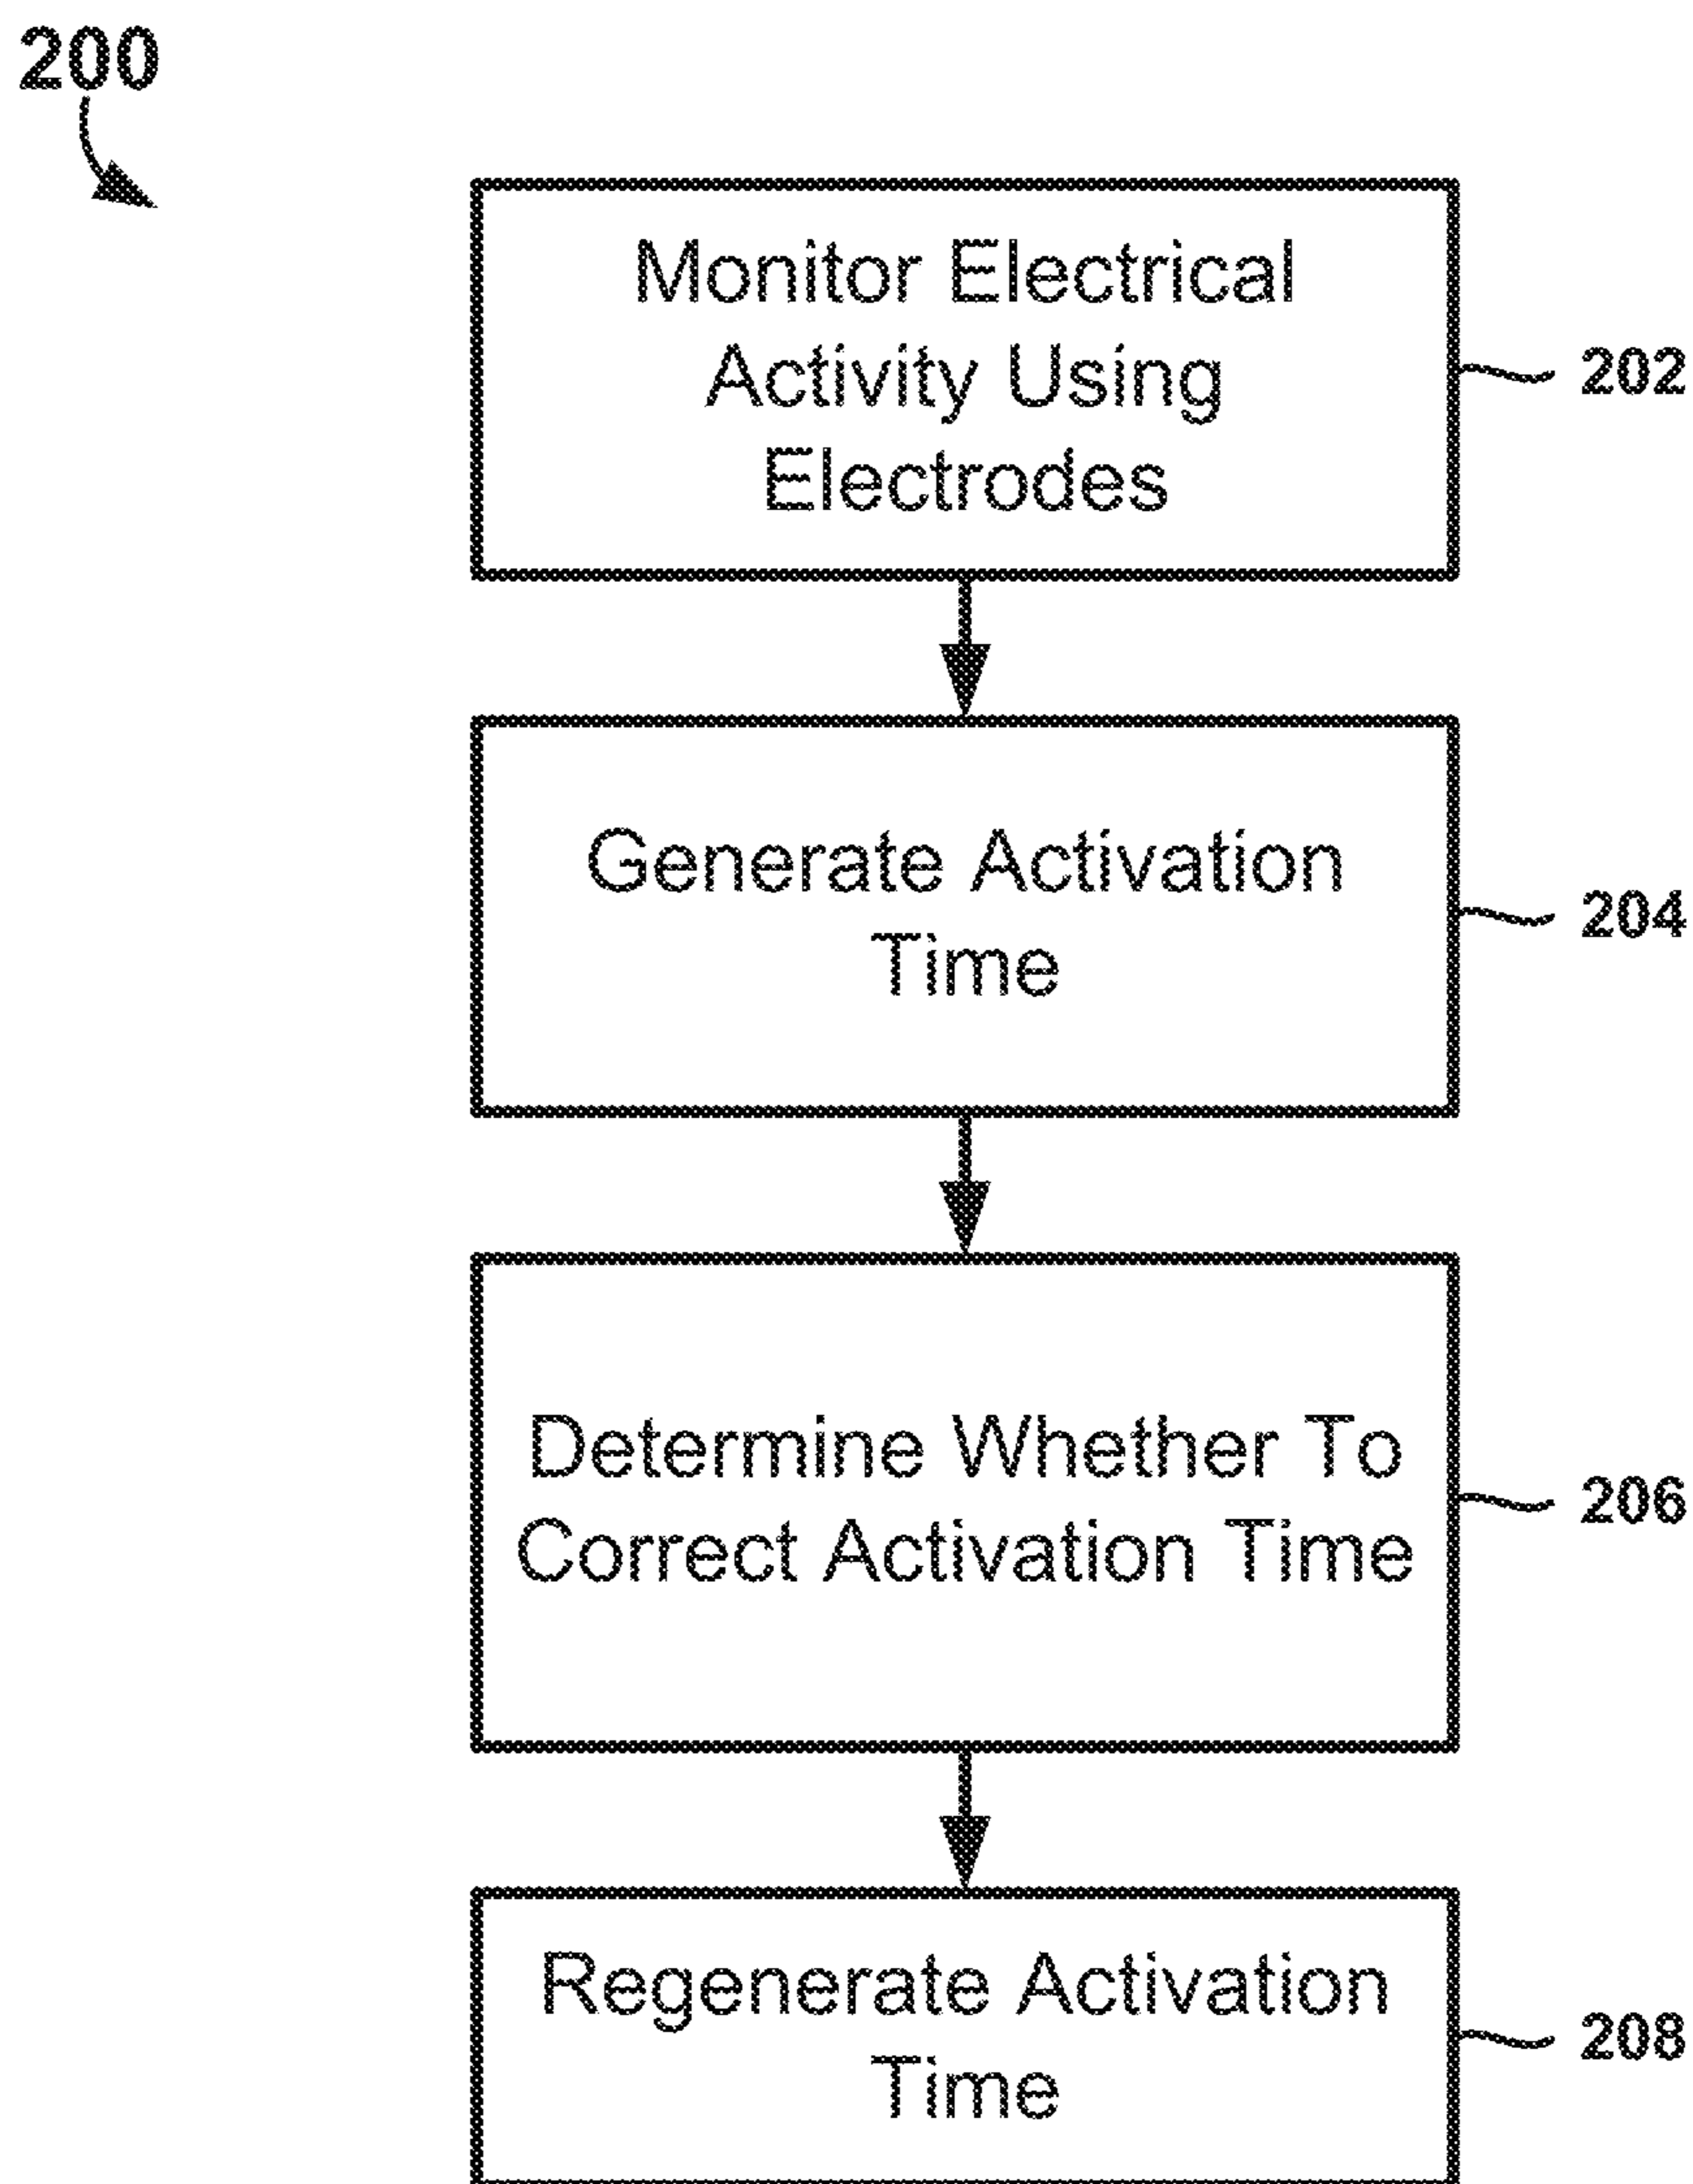 200
Monitor Electrical
Activity Using
Electrodes
202
Generate Activation
Time
204
Determine Whether To
Correct Activation Time
206
Regenerate Activation
Time
208